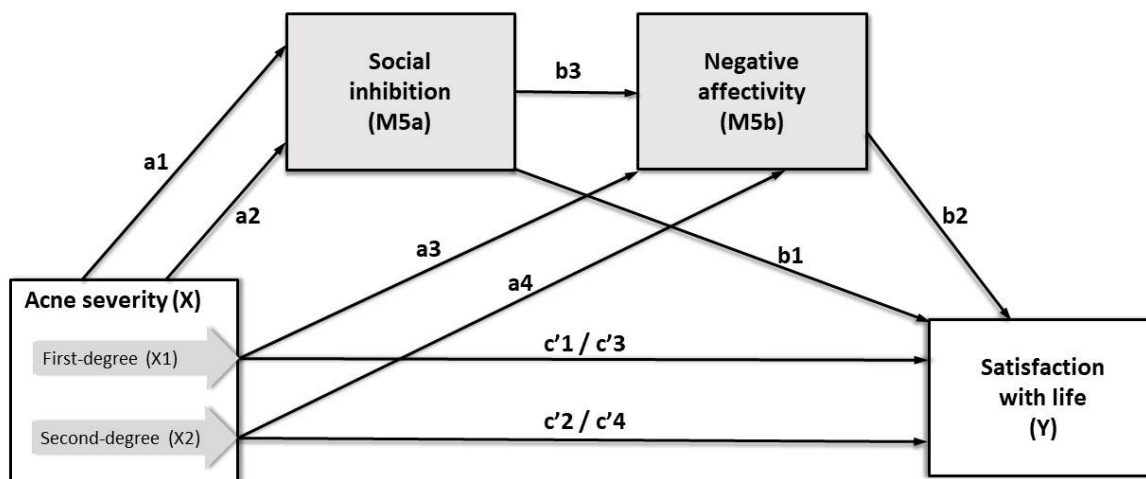 Social
inhibition
(M5a)
b3
Negative
affectivity
(M5b)
a1
a2
a3
a4
b1
b2
Acne severity (X)
First-degree (X1)
Second-degree (X2)
c'1 / c'3
c'2 / c'4
Satisfaction
with life
(Y)